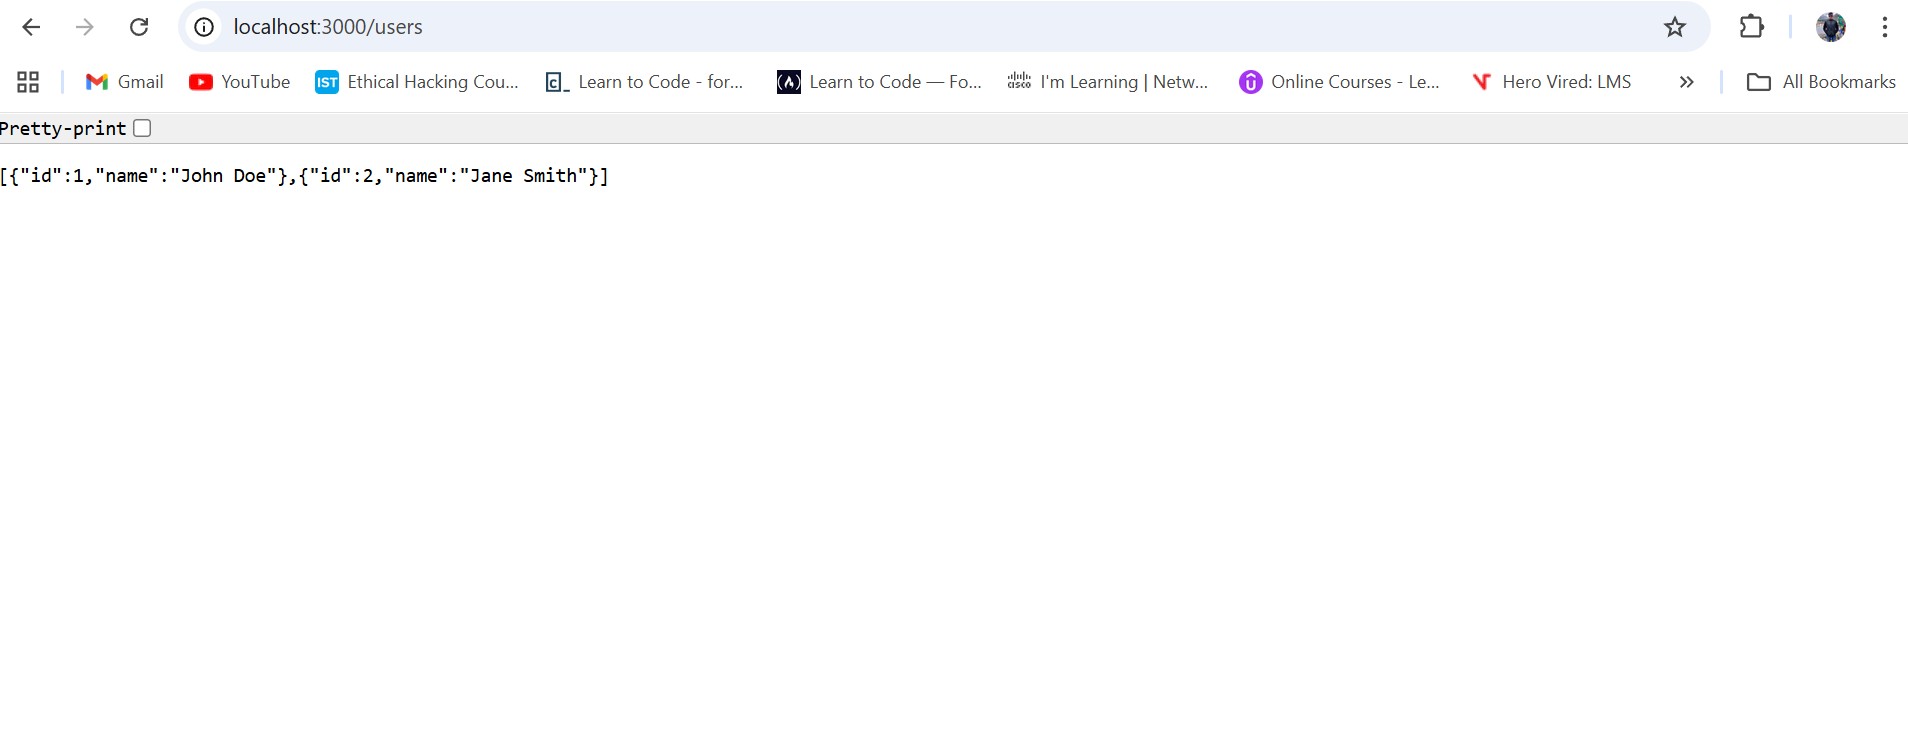 localhost:3000/users
Gmail YouTube IST Ethical Hacking Cou... c_ Learn to Code - for... Learn to Code — Fo... cisco I'm Learning | Netw... Online Courses - Le... Hero Vired: LMS » All Bookmarks
Pretty-print
[{"id":1,"name":"John Doe"},{"id":2,"name":"Jane Smith"}]